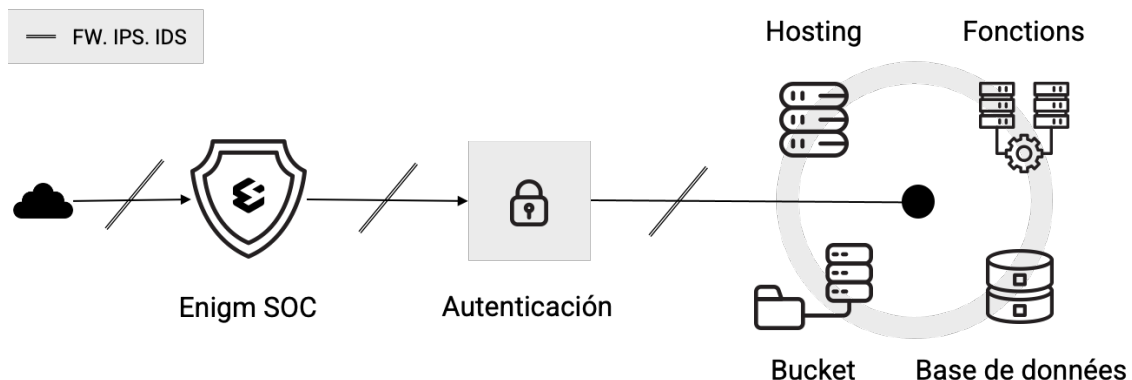 FW. IPS. IDS
Hosting
Fonctions
Enigm SOC
Autenticación
Bucket
Base de données